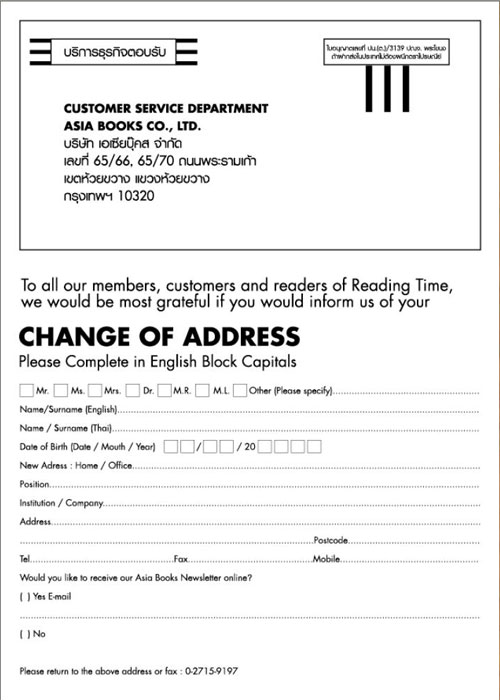 บริการธุรกิจตอบรับ
ใบอนุญาตเลขที่ ปน.(ต.)/3139 ปณจ. พระโขนง
ถ้าฝากส่งในประเทศไม่ต้องผนึกตราไปรษณีย์
CUSTOMER SERVICE DEPARTMENT
ASIA BOOKS CO., LTD.
บริษัท เอเซียบุ๊คส จำกัด
เลขที่ 65/66, 65/70 ถนนพระรามเก้า
เขตห้วยขวาง แขวงห้วยขวาง
กรุงเทพฯ 10320
To all our members, customers and readers of Reading Time,
we would be most grateful if you would inform us of your
CHANGE OF ADDRESS
Please Complete in English Block Capitals
Mr. Ms. Mrs. Dr. M.R. M.L. Other (Please specify)
Name/Surname (English)
Name / Surname (Thai)
Date of Birth (Date / Mouth / Year) / / 20
New Adress : Home / Office
Position
Institution / Company
Address
Postcode
Tel Fax Mobile
Would you like to receive our Asia Books Newsletter online?
( ) Yes E-mail
( ) No
Please return to the above address or fax : 0-2715-9197